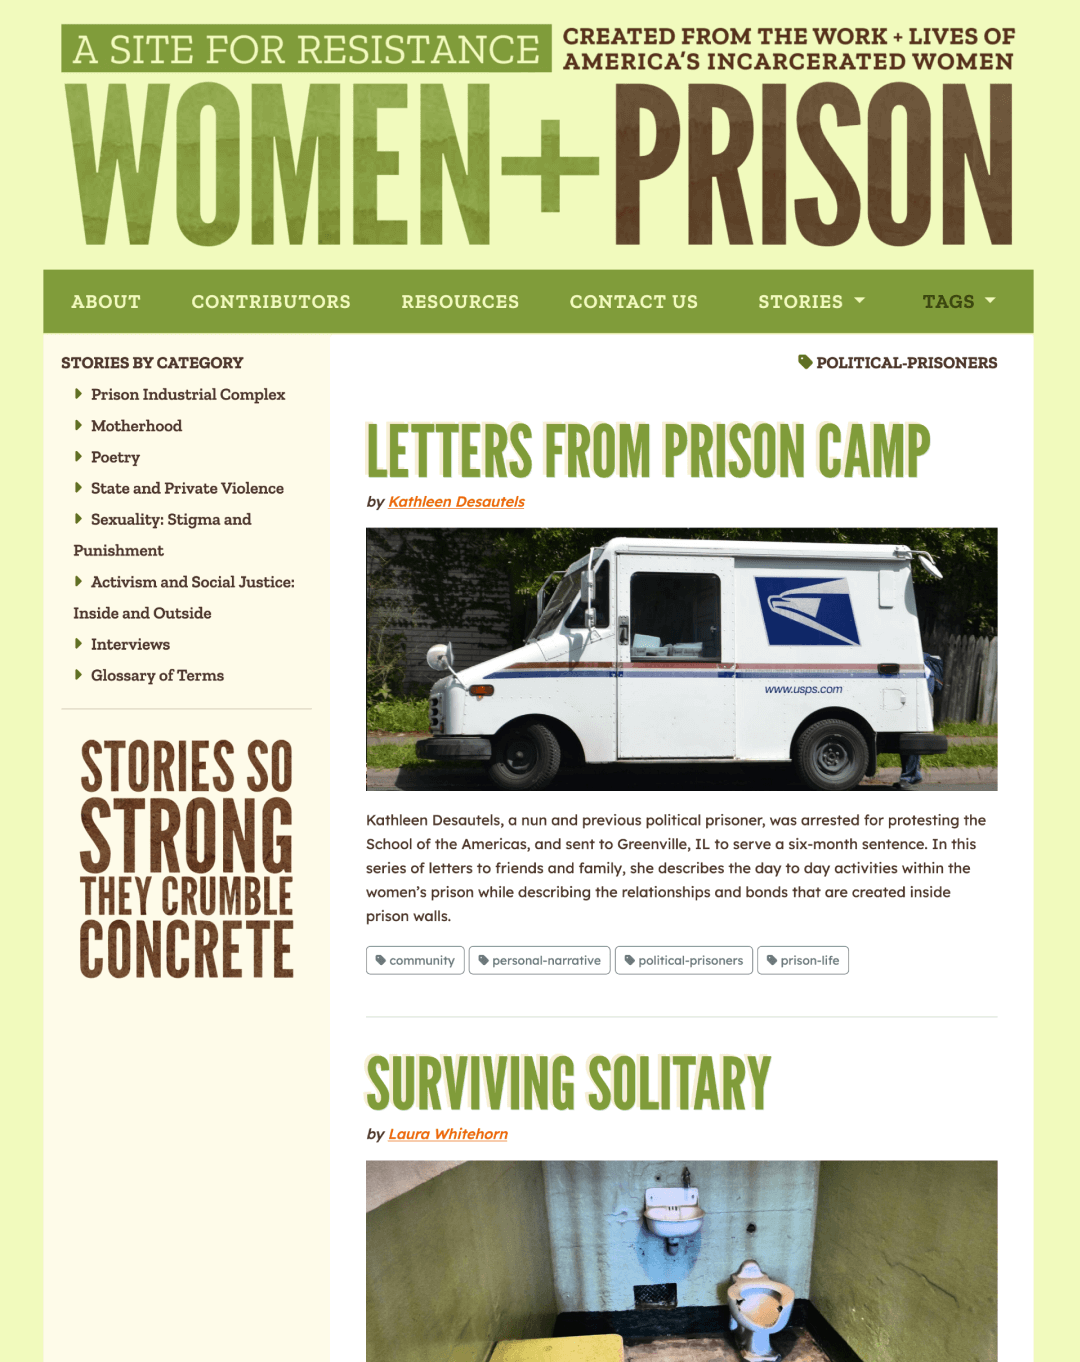 A SITE FOR RESISTANCE
CREATED FROM THE WORK + LIVES OF
AMERICA'S INCARCERATED WOMEN
WOMEN+PRISON
ABOUT
CONTRIBUTORS
RESOURCES
CONTACT US
STORIES
TAGS
STORIES BY CATEGORY
Prison Industrial Complex
Motherhood
Poetry
State and Private Violence
Sexuality: Stigma and
Punishment
Activism and Social Justice:
Inside and Outside
Interviews
Glossary of Terms
STORIES SO
STRONG
THEY CRUMBLE
CONCRETE
POLITICAL-PRISONERS
LETTERS FROM PRISON CAMP
by Kathleen Desautels
www.usps.com
Kathleen Desautels, a nun and previous political prisoner, was arrested for protesting the
School of the Americas, and sent to Greenville, IL to serve a six-month sentence. In this
series of letters to friends and family, she describes the day to day activities within the
women's prison while describing the relationships and bonds that are created inside
prison walls.
community
personal-narrative
political-prisoners
prison-life
SURVIVING SOLITARY
by Laura Whitehorn